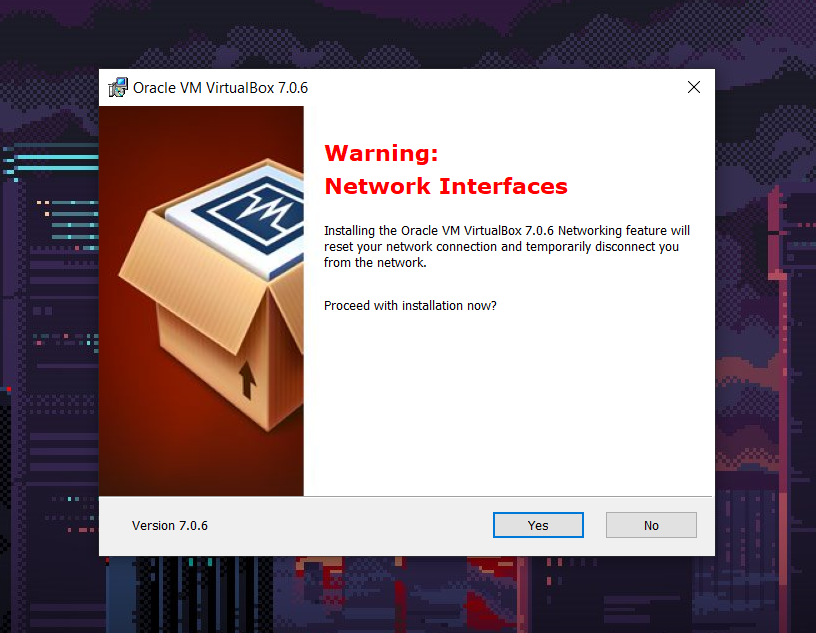 Oracle VM VirtualBox 7.0.6
Warning:
Network Interfaces
Installing the Oracle VM VirtualBox 7.0.6 Networking feature will
reset your network connection and temporarily disconnect you
from the network.
Proceed with installation now?
Version 7.0.6
Yes
No